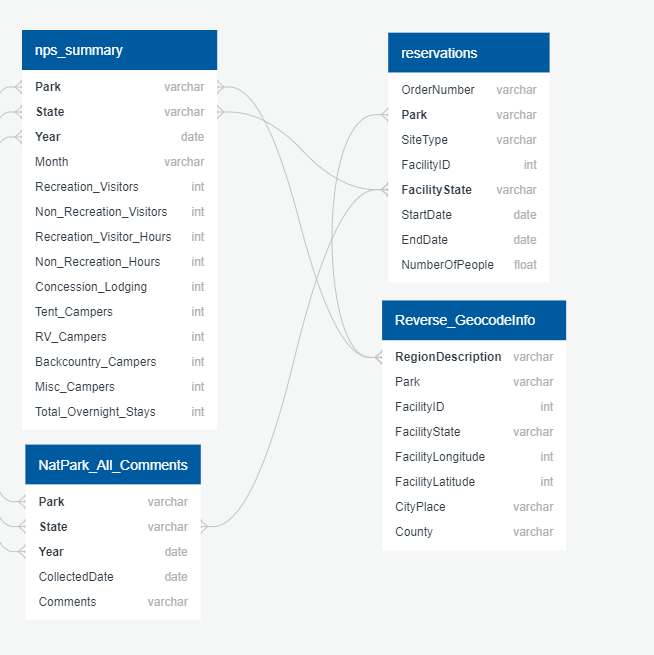 nps_summary
Park varchar
State varchar
Year date
Month varchar
Recreation_Visitors int
Non_Recreation_Visitors int
Recreation_Visitor_Hours int
Non_Recreation_Hours int
Concession_Lodging int
Tent_Campers int
RV_Campers int
Backcountry_Campers int
Misc_Campers int
Total_Overnight_Stays int
NatPark_All_Comments
Park varchar
State varchar
Year date
CollectedDate date
Comments varchar
reservations
OrderNumber varchar
Park varchar
SiteType varchar
FacilityID int
FacilityState varchar
StartDate date
EndDate date
NumberOfPeople float
Reverse_GeocodeInfo
RegionDescription varchar
Park varchar
FacilityID int
FacilityState varchar
FacilityLongitude int
FacilityLatitude int
CityPlace varchar
County varchar